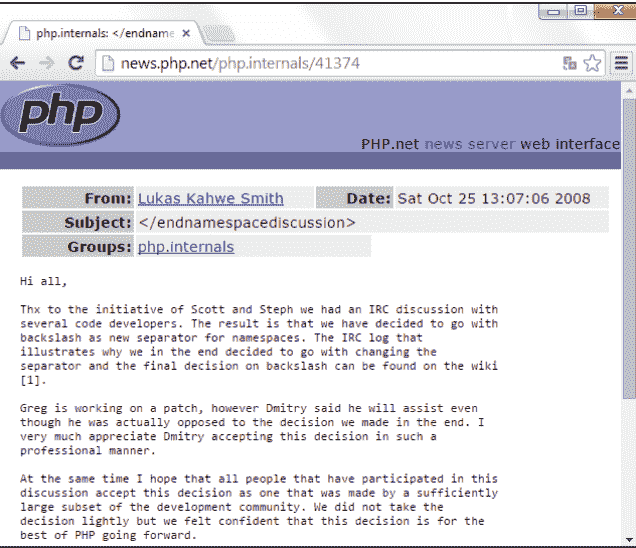 php.internals: </endname
news.php.net/php.internals/41374
php
PHP.net news server web interface
From: Lukas Kahwe Smith Date: Sat Oct 25 13:07:06 2008
Subject: </endnamespacediscussion>
Groups: php.internals
Hi all,
Thx to the initiative of Scott and Steph we had an IRC discussion with
several code developers. The result is that we have decided to go with
backslash as new separator for namespaces. The IRC log that
illustrates why we in the end decided to go with changing the
separator and the final decision on backslash can be found on the wiki
[1].
Greg is working on a patch, however Dmitry said he will assist even
though he was actually opposed to the decision we made in the end. I
very much appreciate Dmitry accepting this decision in such a
professional manner.
At the same time I hope that all people that have participated in this
discussion accept this decision as one that was made by a sufficiently
large subset of the development community. We did not take the
decision lightly but we felt confident that this decision is for the
best of PHP going forward.